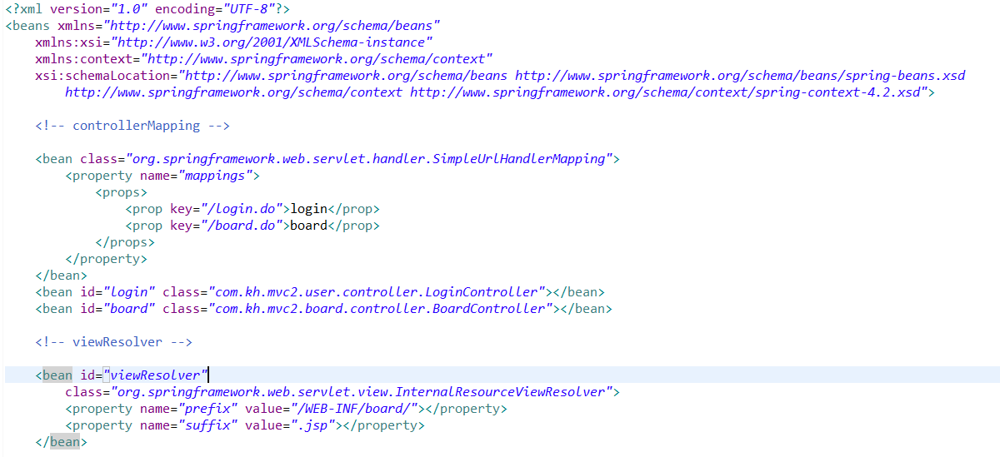 <?xml version="1.0" encoding="UTF-8"?>
<beans xmlns="http://www.springframework.org/schema/beans"
    xmlns:xsi="http://www.w3.org/2001/XMLSchema-instance"
    xmlns:context="http://www.springframework.org/schema/context"
    xsi:schemaLocation="http://www.springframework.org/schema/beans http://www.springframework.org/schema/beans/spring-beans.xsd
        http://www.springframework.org/schema/context http://www.springframework.org/schema/context/spring-context-4.2.xsd">
    <!-- controllerMapping -->
    <bean class="org.springframework.web.servlet.handler.SimpleUrlHandlerMapping">
        <property name="mappings">
            <props>
                <prop key="/login.do">login</prop>
                <prop key="/board.do">board</prop>
            </props>
        </property>
    </bean>
    <bean id="login" class="com.kh.mvc2.user.controller.LoginController"></bean>
    <bean id="board" class="com.kh.mvc2.board.controller.BoardController"></bean>
    <!-- viewResolver -->
    <bean id="viewResolver"
        class="org.springframework.web.servlet.view.InternalResourceViewResolver">
        <property name="prefix" value="/WEB-INF/board/"></property>
        <property name="suffix" value=".jsp"></property>
    </bean>